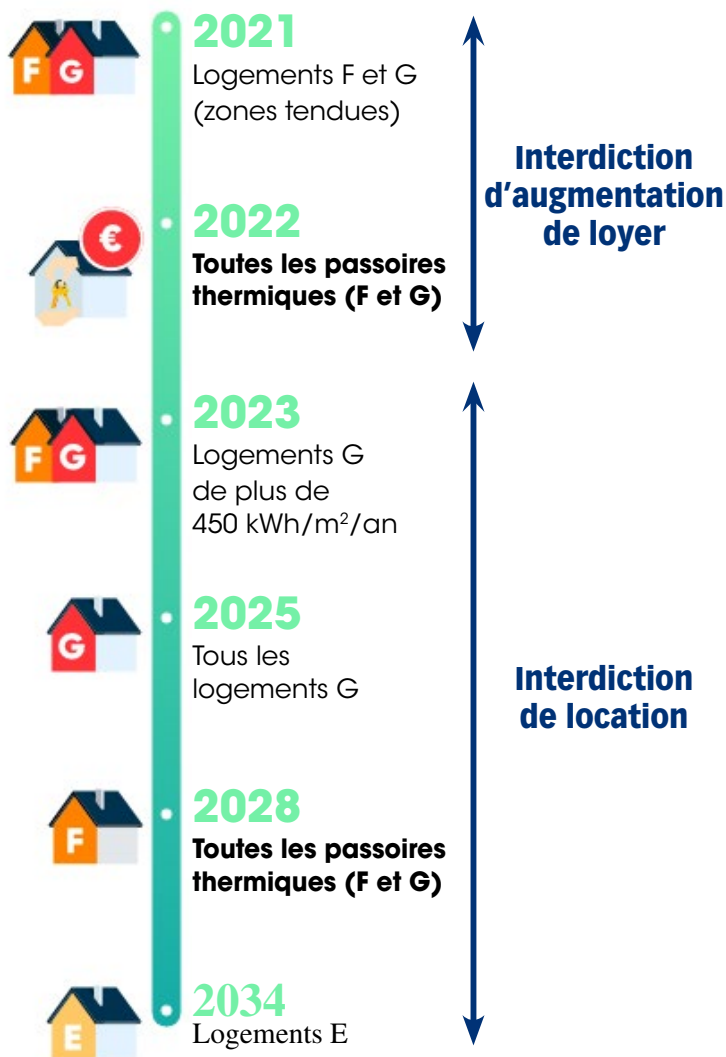 F G
2021
Logements F et G
(zones tendues)
Interdiction
d'augmentation
de loyer
€
2022
Toutes les passoires
thermiques (F et G)
F G
2023
Logements G
de plus de
450 kWh/m²/an
G
2025
Tous les
logements G
Interdiction
de location
F
2028
Toutes les passoires
thermiques (F et G)
E
2034
Logements E